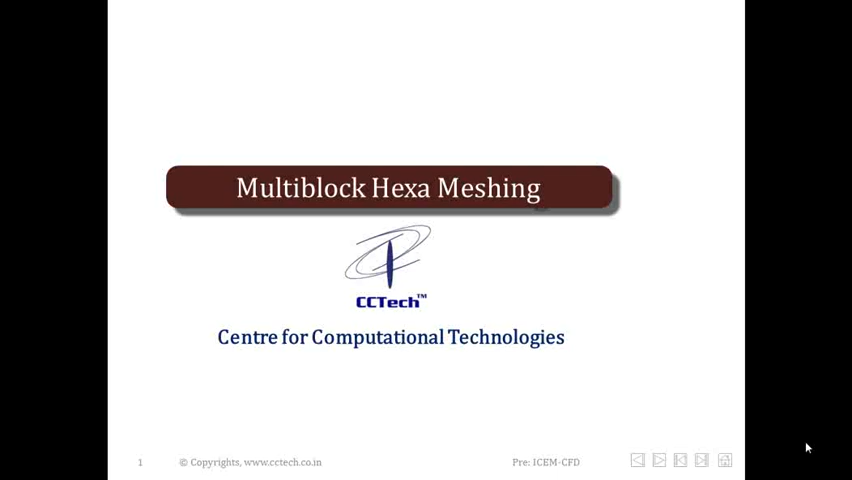 Multiblock Hexa Meshing
CCTech™
Centre for Computational Technologies
1 © Copyrights, www.cctech.co.in Pre: ICEM-CFD